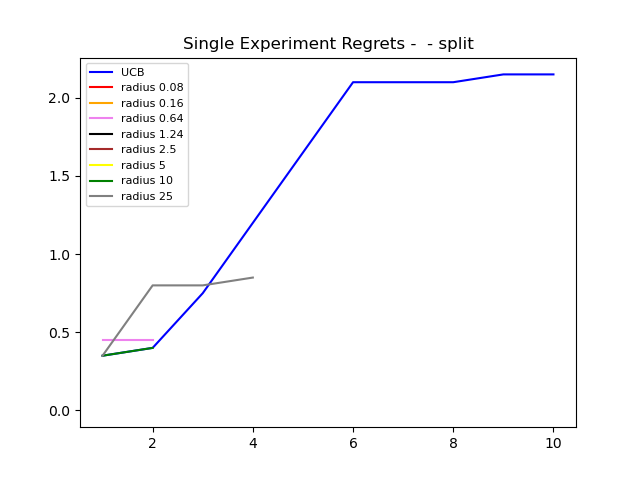 Single Experiment Regrets -  - split
UCB
radius 0.08
radius 0.16
radius 0.64
radius 1.24
radius 2.5
radius 5
radius 10
radius 25
2.0
1.5
1.0
0.5
0.0
2 4 6 8 10